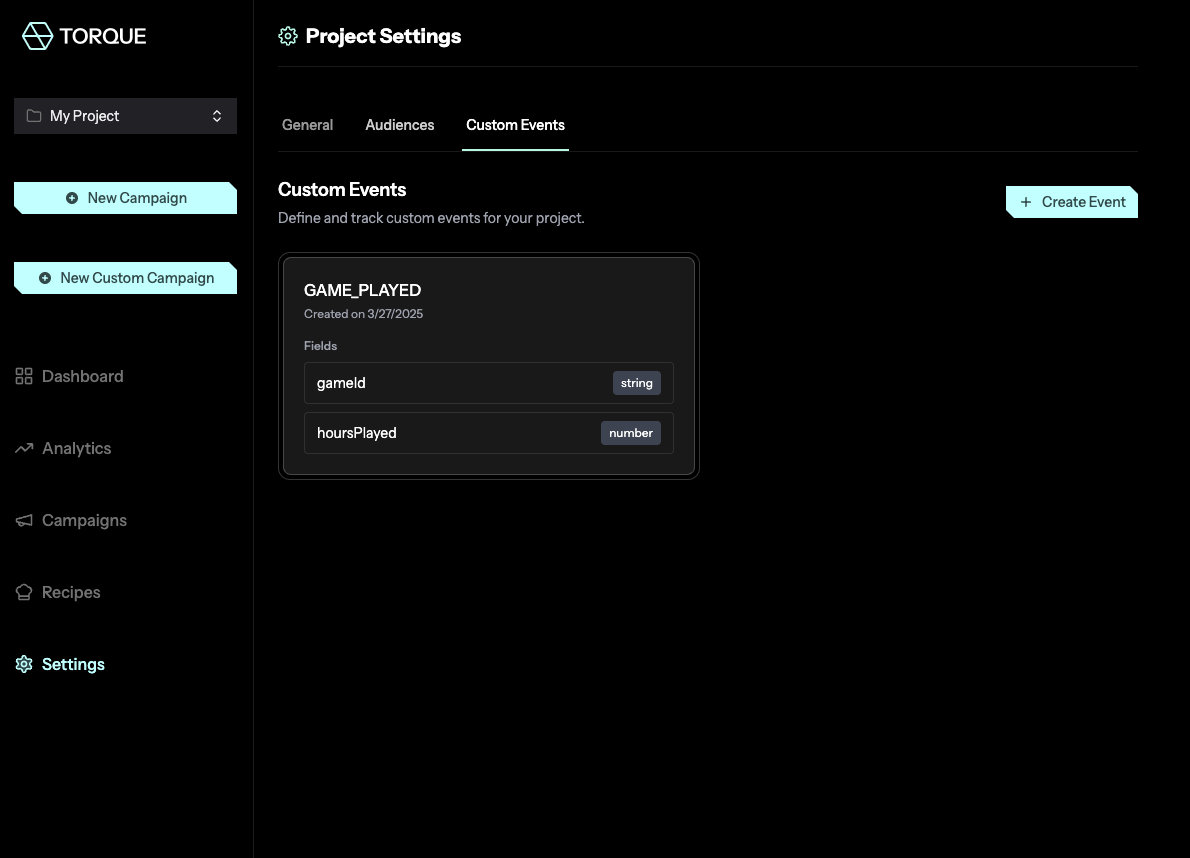 TORQUE
My Project
New Campaign
New Custom Campaign
Dashboard
Analytics
Campaigns
Recipes
Settings
Project Settings
General Audiences Custom Events
Custom Events
Define and track custom events for your project.
Create Event
GAME_PLAYED
Created on 3/27/2025
Fields
gameId string
hoursPlayed number